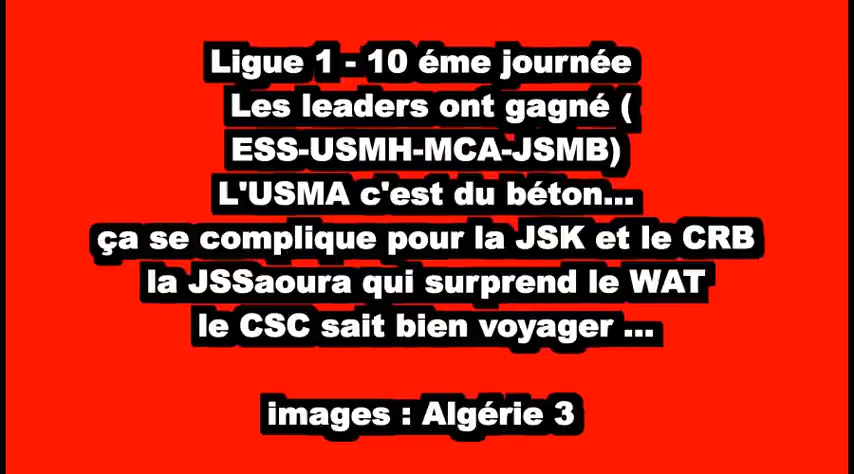 Ligue 1 - 10 éme journée
Les leaders ont gagné (
ESS-USMH-MCA-JSMB)
L'USMA c'est du béton...
ça se complique pour la JSK et le CRB
la JSSaoura qui surprend le WAT
le CSC sait bien voyager ...
images : Algérie 3